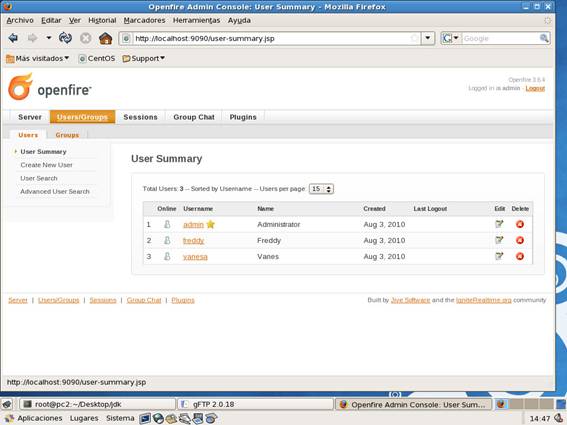 Openfire Admin Console: User Summary - Mozilla Firefox
Archivo Editar Ver Historial Marcadores Herramientas Ayuda
http://localhost:9090/user-summary.jsp Google
Más visitados CentOS Support
openfire
Openfire 3.6.4
Logged in as admin - Logout
Server Users/Groups Sessions Group Chat Plugins
Users Groups
User Summary
Create New User
User Search
Advanced User Search
User Summary
Total Users: 3 -- Sorted by Username -- Users per page: 15
Online Username Name Created Last Logout Edit Delete
1 admin Administrator Aug 3, 2010
2 freddy Freddy Aug 3, 2010
3 vanesa Vanes Aug 3, 2010
Server | Users/Groups | Sessions | Group Chat | Plugins
Built by Jive Software and the IgniteRealtime.org community
http://localhost:9090/user-summary.jsp
root@pc2:~/Desktop/jdk gFTP 2.0.18 Openfire Admin Console: User Sum...
Aplicaciones Lugares Sistema 14:47